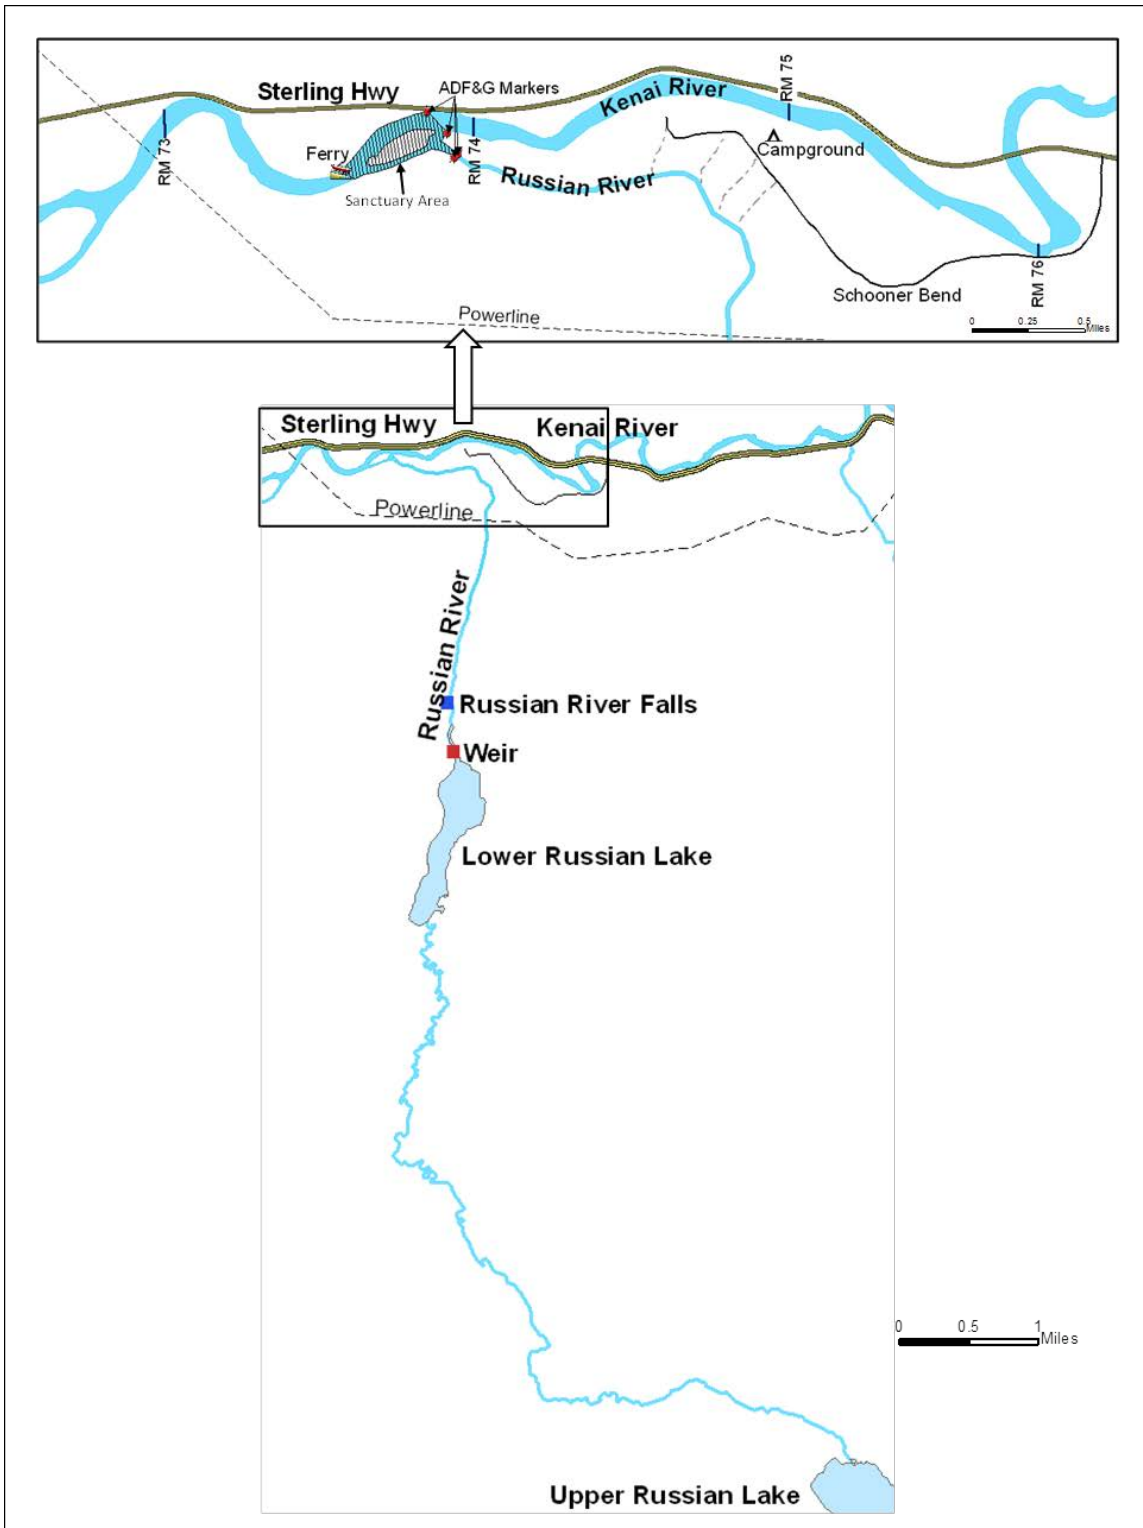 Sterling Hwy
ADF&G Markers
Kenai River
RM 75
RM 73
Ferry
RM 74
Campground
Russian River
Sanctuary Area
Schooner Bend
RM 76
Powerline
0 0.25 0.5
Miles
Sterling Hwy
Kenai River
Powerline
Russian River
Russian River Falls
Weir
Lower Russian Lake
0 0.5 1
Miles
Upper Russian Lake